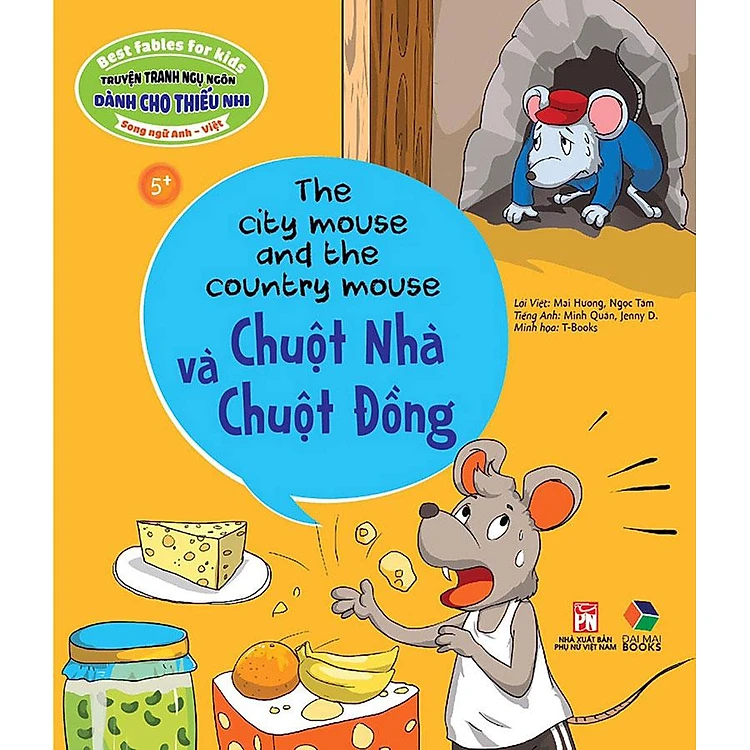 Best fables for kids
TRUYỆN TRANH NGỤ NGÔN
DÀNH CHO THIẾU NHI
Song ngữ Anh - Việt
5+
The
city mouse
and the
country mouse
và Chuột Nhà
Chuột Đồng
Lời Việt: Mai Hương, Ngọc Tâm
Tiếng Anh: Minh Quân, Jenny D.
Minh họa: T-Books
PN
NHÀ XUẤT BẢN
PHỤ NỮ VIỆT NAM
ĐẠI MAI
BOOKS